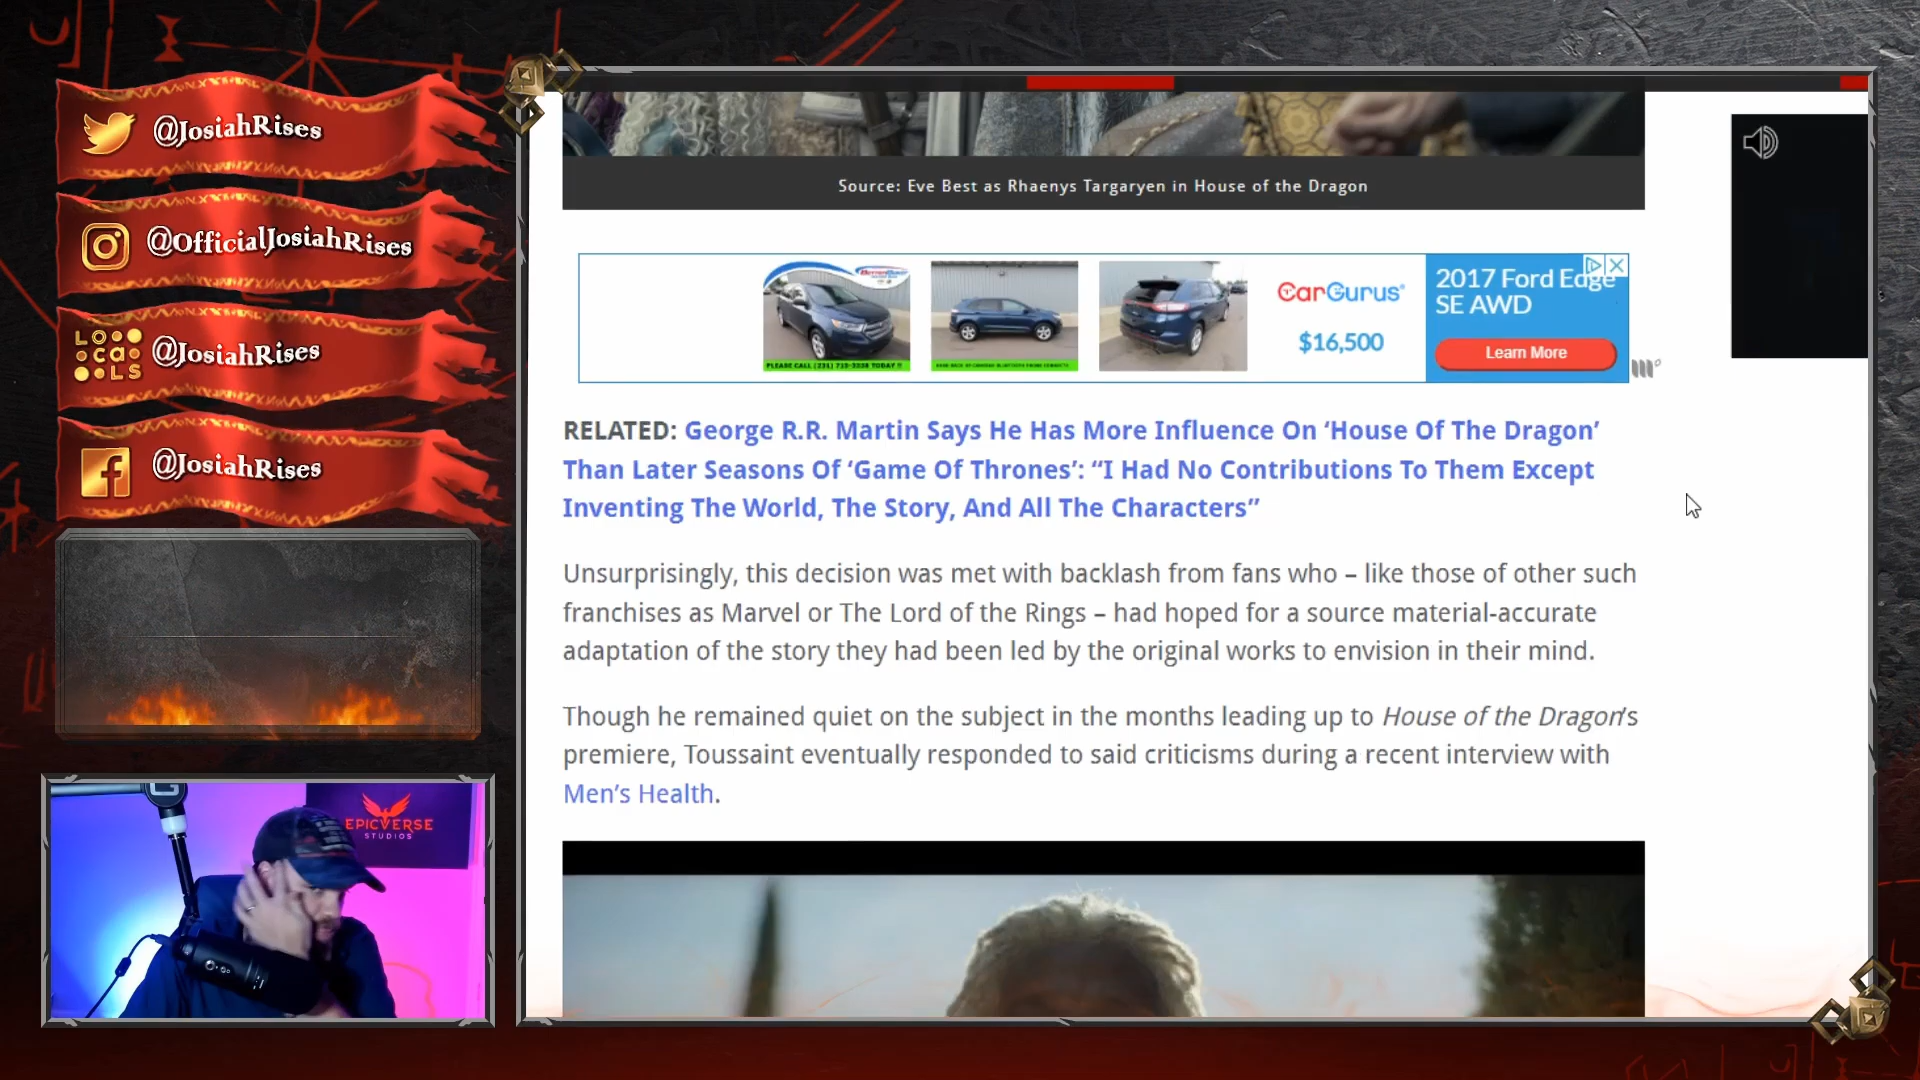 @JosiahRises
@OfficialJosiahRises
LOCALS
@JosiahRises
@JosiahRises
EPICVERSE
STUDIOS
Source: Eve Best as Rhaenys Targaryen in House of the Dragon
PLEASE CALL (231) 715-3338 TODAY !!
CarGurus
$16,500
2017 Ford Edge
SE AWD
Learn More
RELATED: George R.R. Martin Says He Has More Influence On ‘House Of The Dragon’
Than Later Seasons Of ‘Game Of Thrones’: “I Had No Contributions To Them Except
Inventing The World, The Story, And All The Characters”
Unsurprisingly, this decision was met with backlash from fans who – like those of other such
franchises as Marvel or The Lord of the Rings – had hoped for a source material-accurate
adaptation of the story they had been led by the original works to envision in their mind.
Though he remained quiet on the subject in the months leading up to House of the Dragon’s
premiere, Toussaint eventually responded to said criticisms during a recent interview with
Men’s Health.